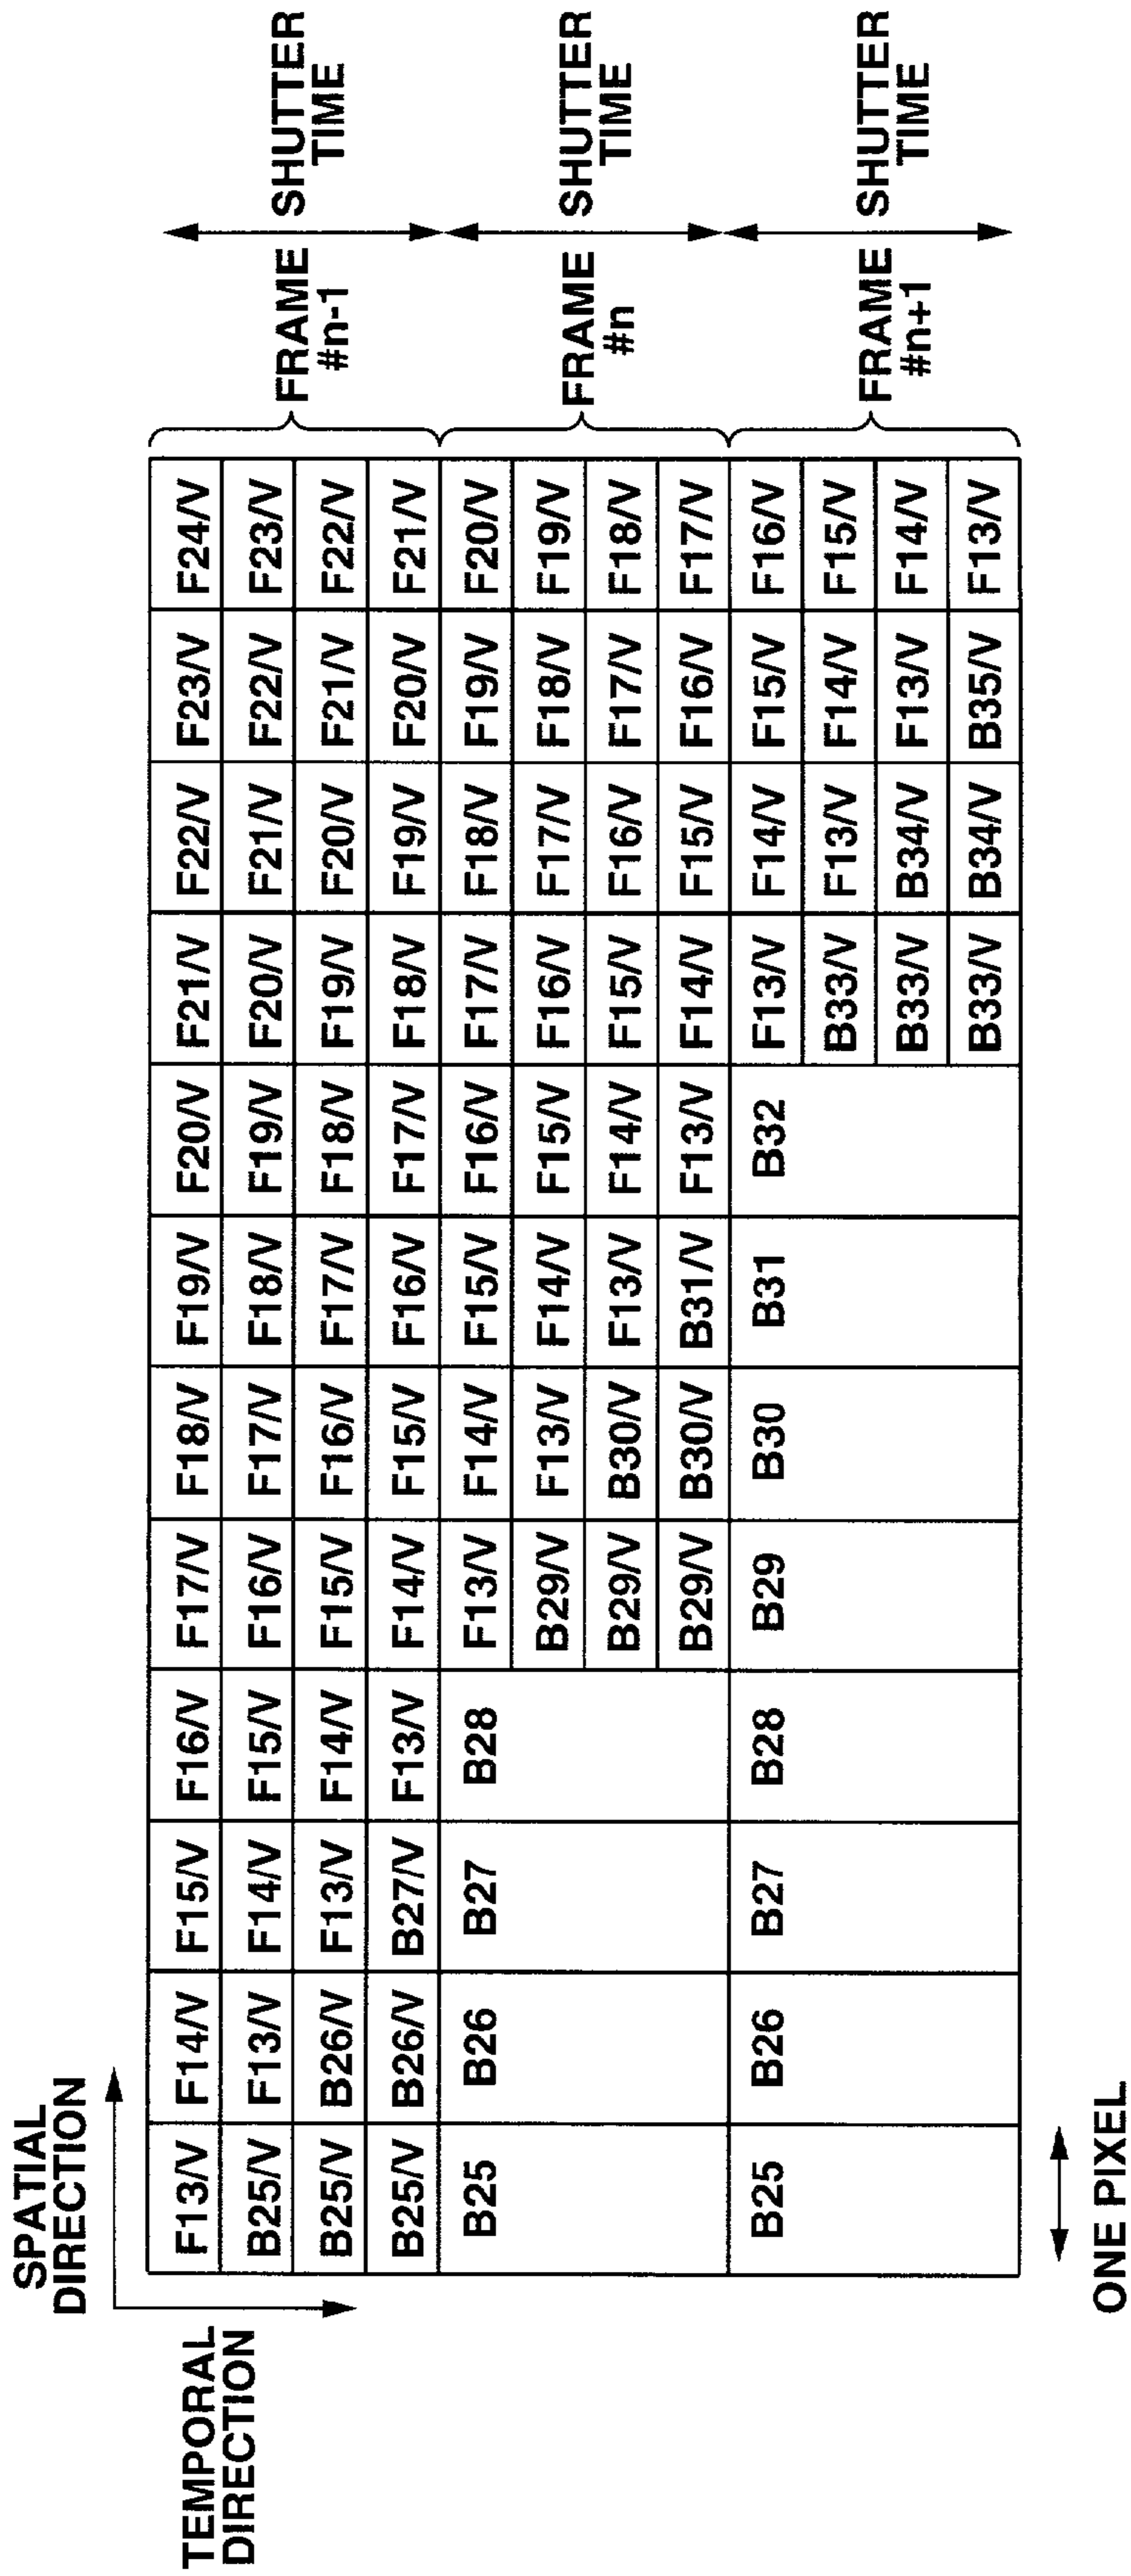 SPATIAL
DIRECTION
TEMPORAL
DIRECTION
F13/V F14/V F15/V F16/V F17/V F18/V F19/V F20/V F21/V F22/V F23/V F24/V
B25/V F13/V F14/V F15/V F16/V F17/V F18/V F19/V F20/V F21/V F22/V F23/V
B25/V B26/V F13/V F14/V F15/V F16/V F17/V F18/V F19/V F20/V F21/V F22/V
B25/V B26/V B27/V F13/V F14/V F15/V F16/V F17/V F18/V F19/V F20/V F21/V
FRAME
#n-1
SHUTTER
TIME
B25 B26 B27 B28 F13/V F14/V F15/V F16/V F17/V F18/V F19/V F20/V
B29/V F13/V F14/V F15/V F16/V F17/V F18/V F19/V
B29/V B30/V F13/V F14/V F15/V F16/V F17/V F18/V
B29/V B30/V B31/V F13/V F14/V F15/V F16/V F17/V
FRAME
#n
SHUTTER
TIME
B25 B26 B27 B28 B29 B30 B31 B32 F13/V F14/V F15/V F16/V
B33/V F13/V F14/V F15/V
B33/V B34/V F13/V F14/V
B33/V B34/V B35/V F13/V
FRAME
#n+1
SHUTTER
TIME
ONE PIXEL